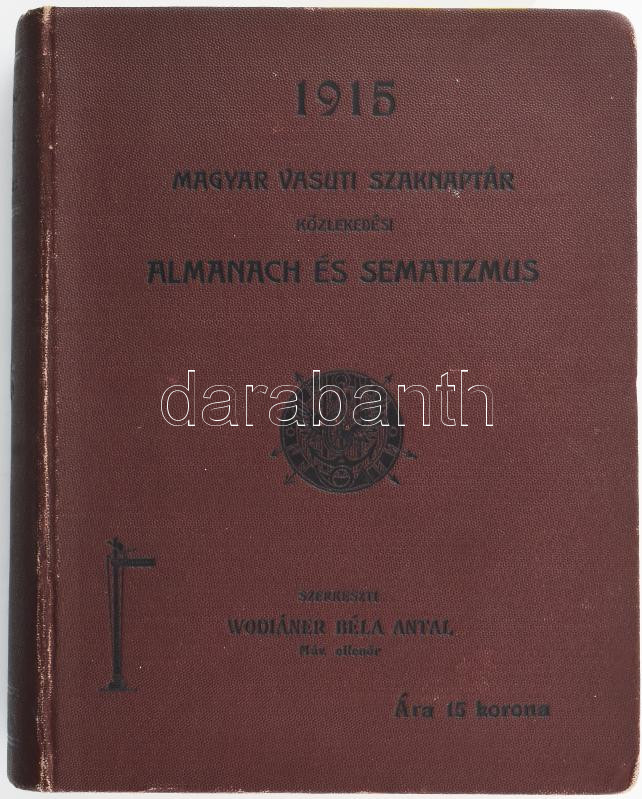 1915
MAGYAR VASUTI SZAKNAPTÁR
KÖZLEKEDÉSI
ALMANACH ÉS SEMATIZMUS
darabanth
SZERKESZTI
WODIÁNER BÉLA ANTAL
Máv. ellenőr
Ára 15 korona